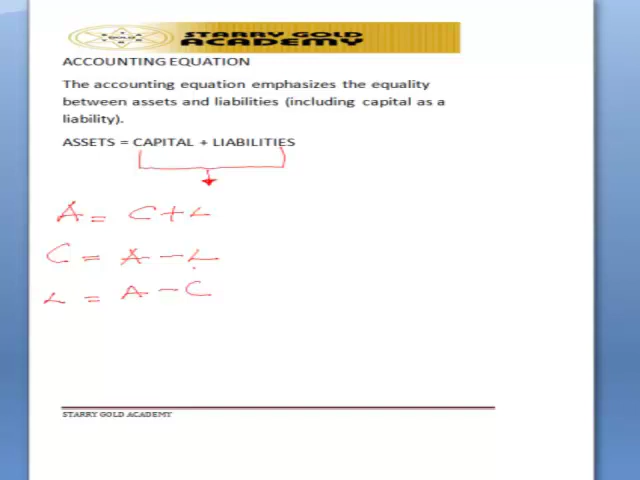 GOLD
STARRY GOLD
ACADEMY
ACCOUNTING EQUATION
The accounting equation emphasizes the equality
between assets and liabilities (including capital as a
liability).
ASSETS = CAPITAL + LIABILITIES
A = C + L
C = A - L
L = A - C
STARRY GOLD ACADEMY